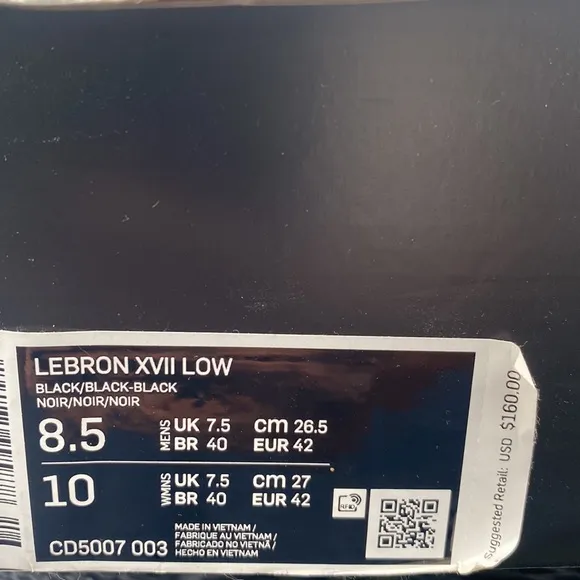 LEBRON XVII LOW
BLACK/BLACK-BLACK
NOIR/NOIR/NOIR
8.5 MENS UK 7.5 cm 26.5
BR 40 EUR 42
10 WMNS UK 7.5 cm 27
BR 40 EUR 42
RFID
MADE IN VIETNAM /
FABRIQUE AU VIETNAM /
FABRICADO NO VIETNÃ /
CD5007 003 HECHO EN VIETNAM
Suggested Retail: USD $160.00